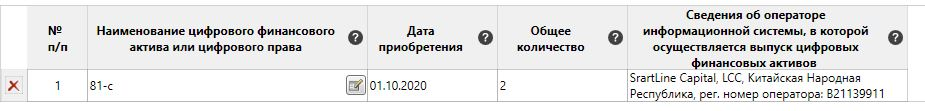 №
п/п
Наименование цифрового финансового
актива или цифрового права
?
Дата
приобретения
?
Общее
количество
?
Сведения об операторе
информационной системы, в которой
осуществляется выпуск цифровых
финансовых активов
?
1
81-с
01.10.2020
2
SrartLine Capital, LCC, Китайская Народная
Республика, рег. номер оператора: B21139911